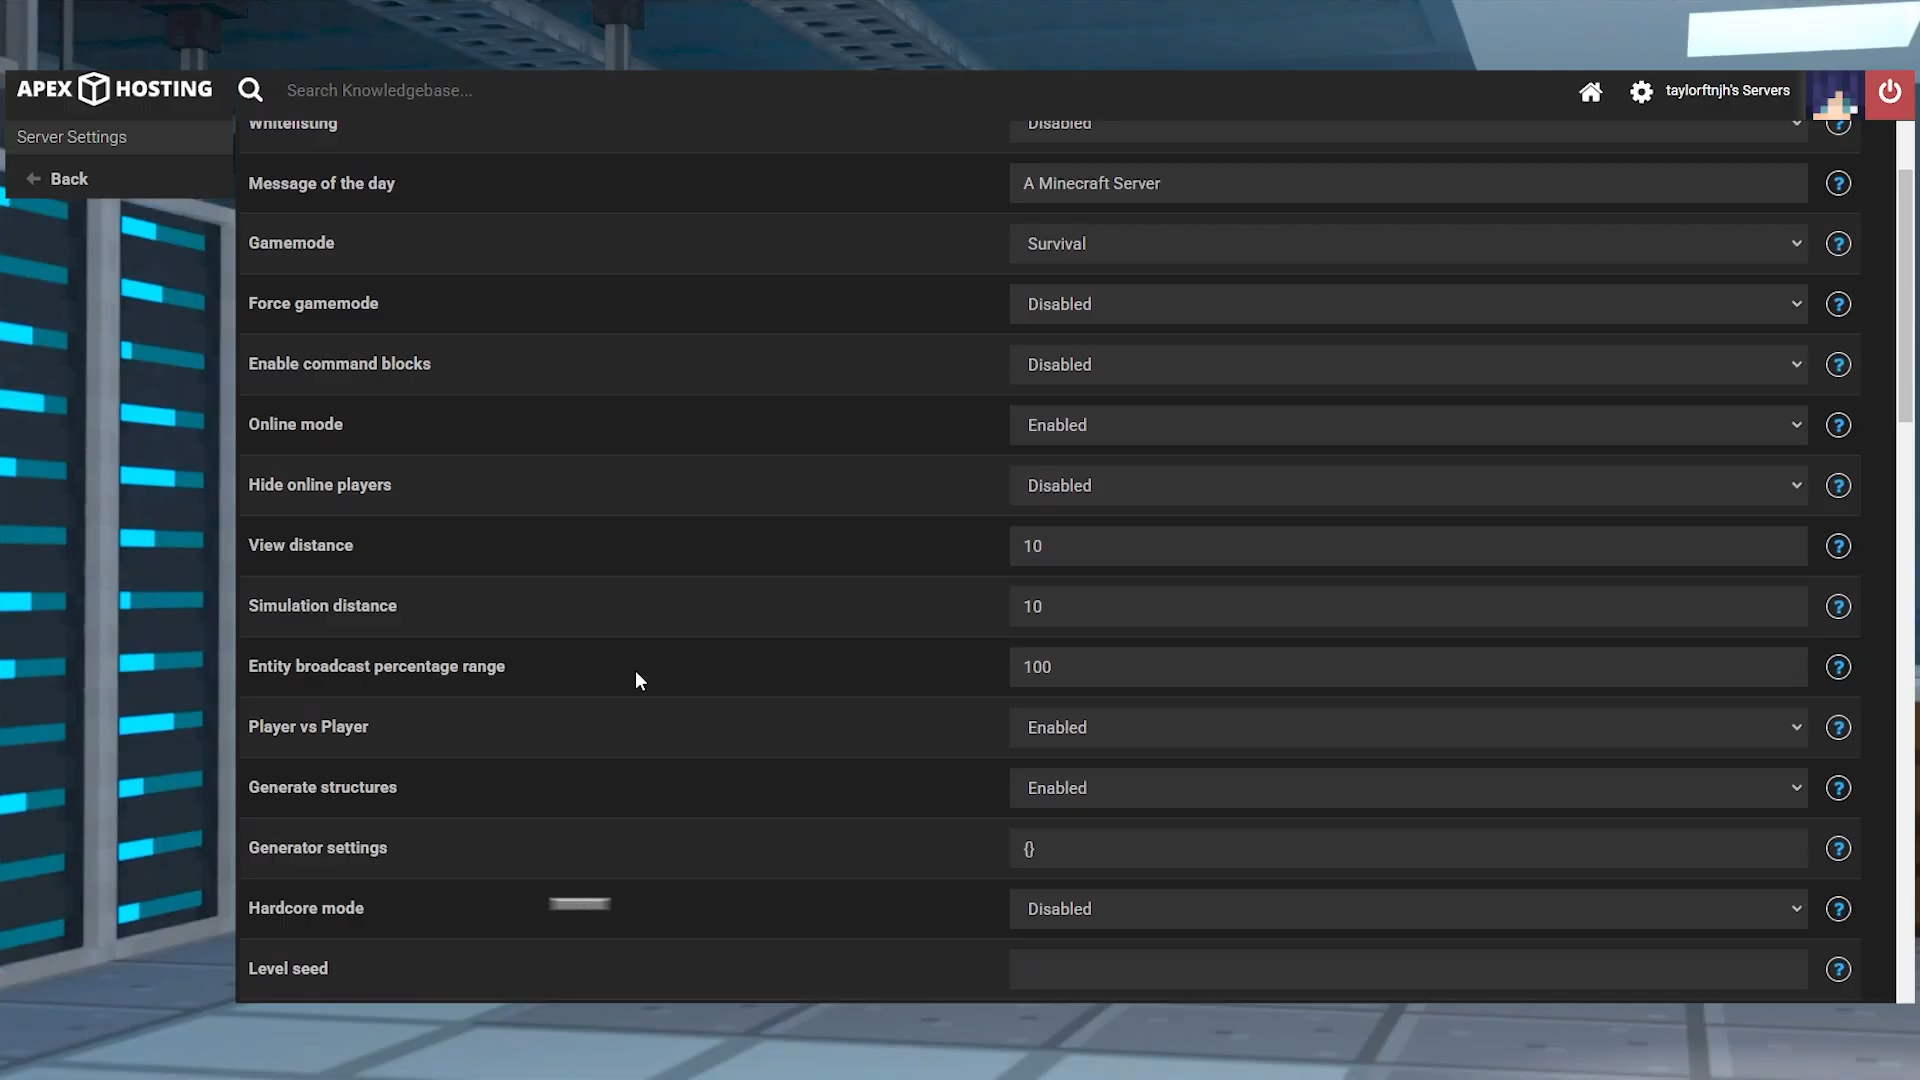 APEX HOSTING
Search Knowledgebase...
taylorftnjh's Servers
Server Settings
Back
Whitelisting
Disabled
Message of the day
A Minecraft Server
Gamemode
Survival
Force gamemode
Disabled
Enable command blocks
Disabled
Online mode
Enabled
Hide online players
Disabled
View distance
10
Simulation distance
10
Entity broadcast percentage range
100
Player vs Player
Enabled
Generate structures
Enabled
Generator settings
{}
Hardcore mode
Disabled
Level seed